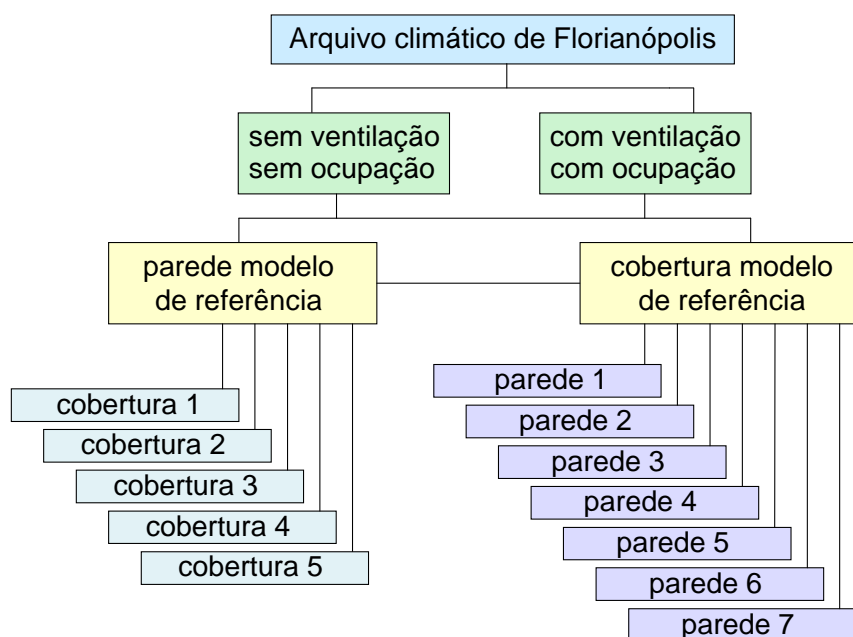 Arquivo climático de Florianópolis
sem ventilação
sem ocupação
com ventilação
com ocupação
parede modelo
de referência
cobertura modelo
de referência
cobertura 1
cobertura 2
cobertura 3
cobertura 4
cobertura 5
parede 1
parede 2
parede 3
parede 4
parede 5
parede 6
parede 7